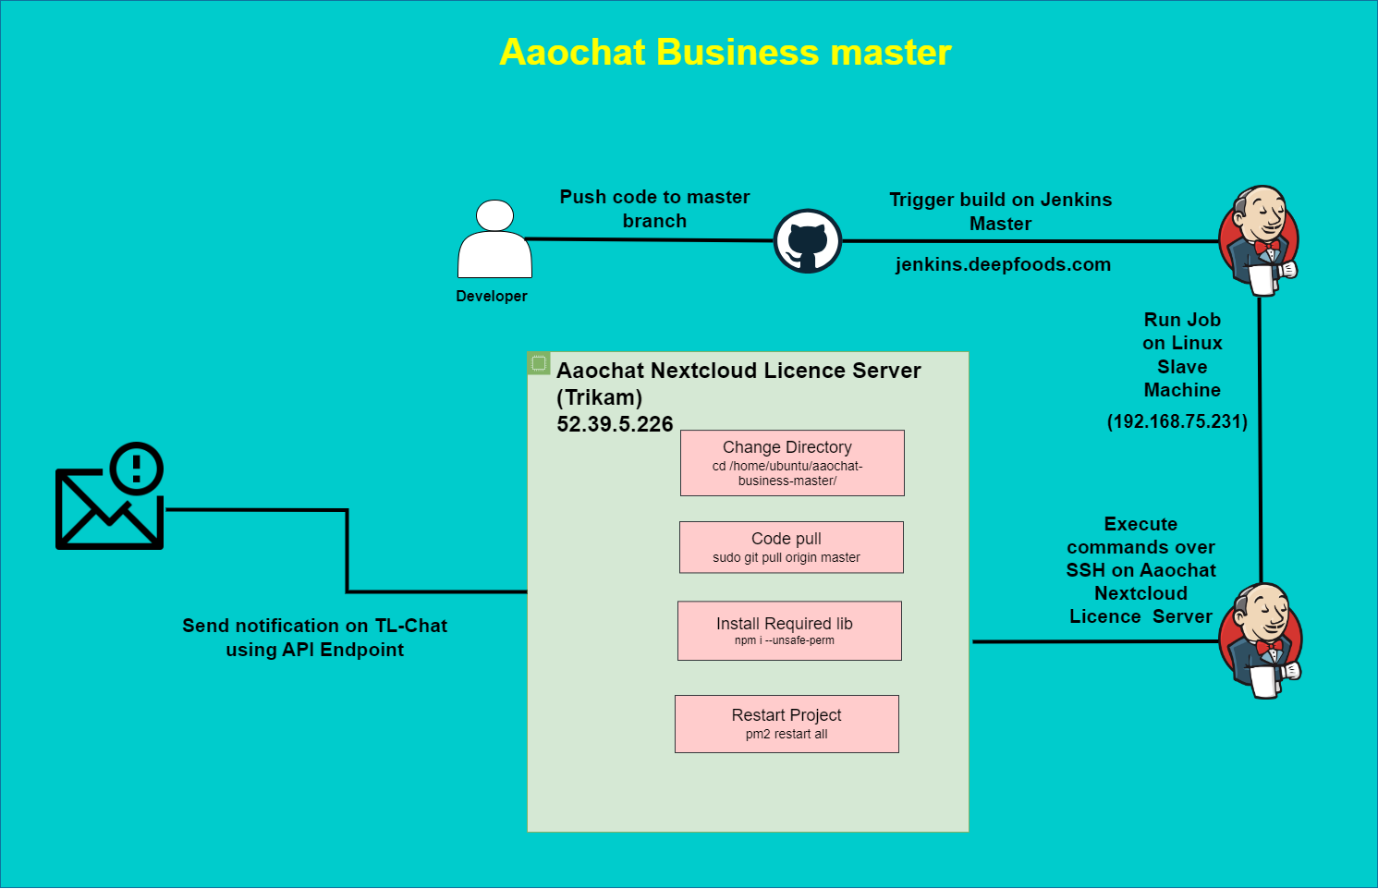 Aaochat Business master
Push code to master
branch
Trigger build on Jenkins
Master
jenkins.deepfoods.com
Developer
Run Job
on Linux
Slave
Machine
(192.168.75.231)
Execute
commands over
SSH on Aaochat
Nextcloud
Licence Server
Aaochat Nextcloud Licence Server
(Trikam)
52.39.5.226
Change Directory
cd /home/ubuntu/aaochat-
business-master/
Code pull
sudo git pull origin master
Install Required lib
npm i --unsafe-perm
Restart Project
pm2 restart all
Send notification on TL-Chat
using API Endpoint